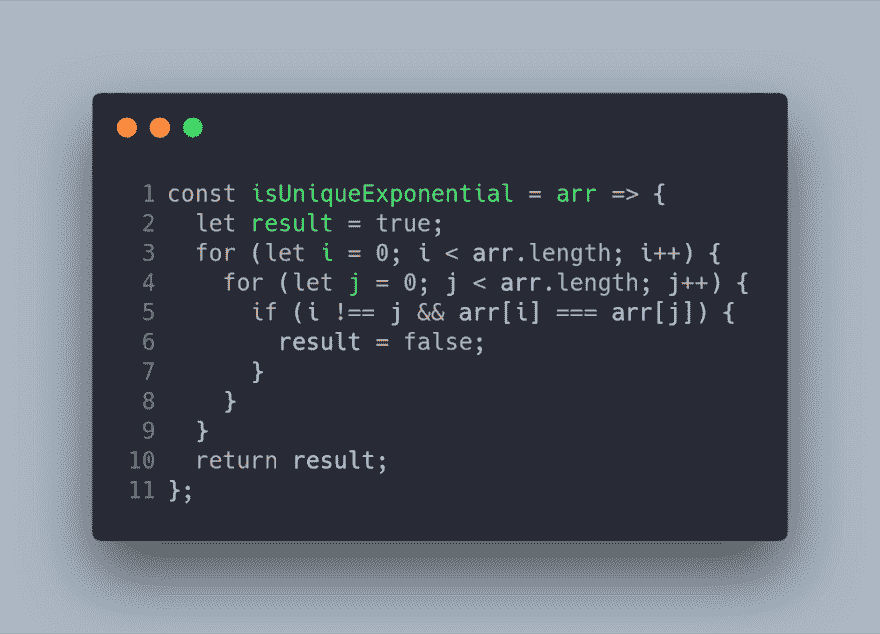 1 const isUniqueExponential = arr => {
2   let result = true;
3   for (let i = 0; i < arr.length; i++) {
4     for (let j = 0; j < arr.length; j++) {
5       if (i !== j && arr[i] === arr[j]) {
6         result = false;
7       }
8     }
9   }
10   return result;
11 };